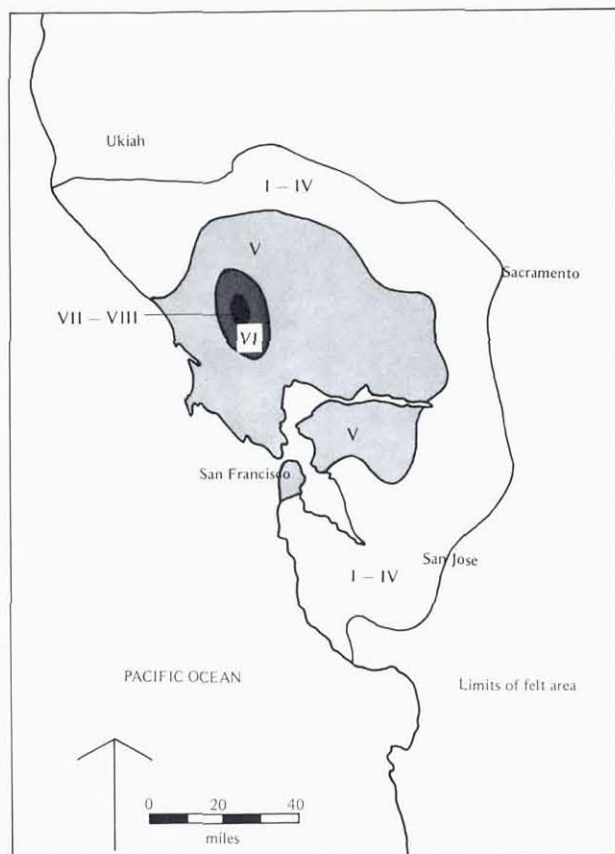 Ukiah
I – IV
V
Sacramento
VII – VIII
VI
V
San Francisco
San Jose
I – IV
PACIFIC OCEAN
Limits of felt area
0 20 40
miles